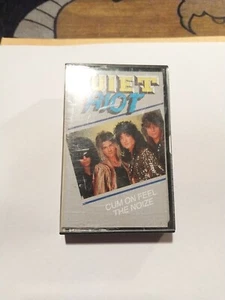 QUIET
RIOT
CUM ON FEEL
THE NOIZE